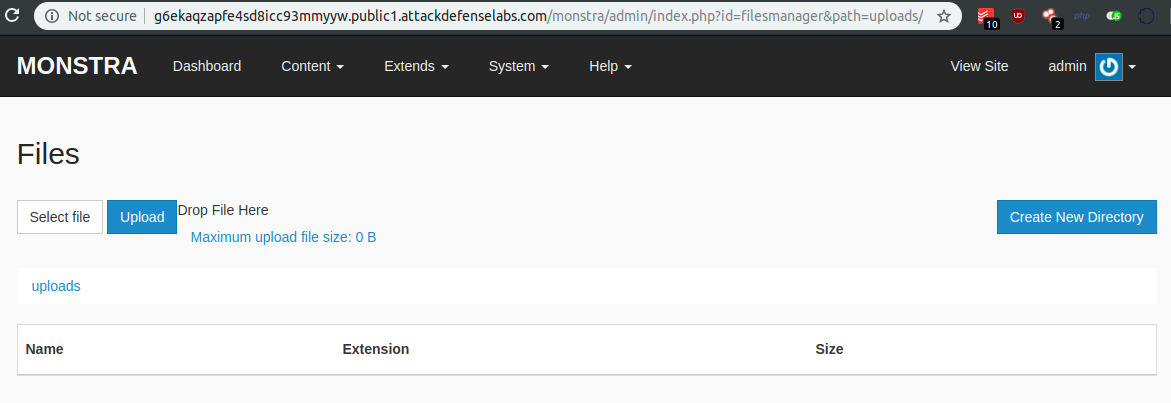 Not secure g6ekaqzapfe4sd8icc93mmyyw.public1.attackdefenselabs.com/monstra/admin/index.php?id=filesmanager&path=uploads/ 10 2 php JS
MONSTRA Dashboard Content Extends System Help View Site admin
Files
Select file Upload Drop File Here Create New Directory
Maximum upload file size: 0 B
uploads
Name Extension Size